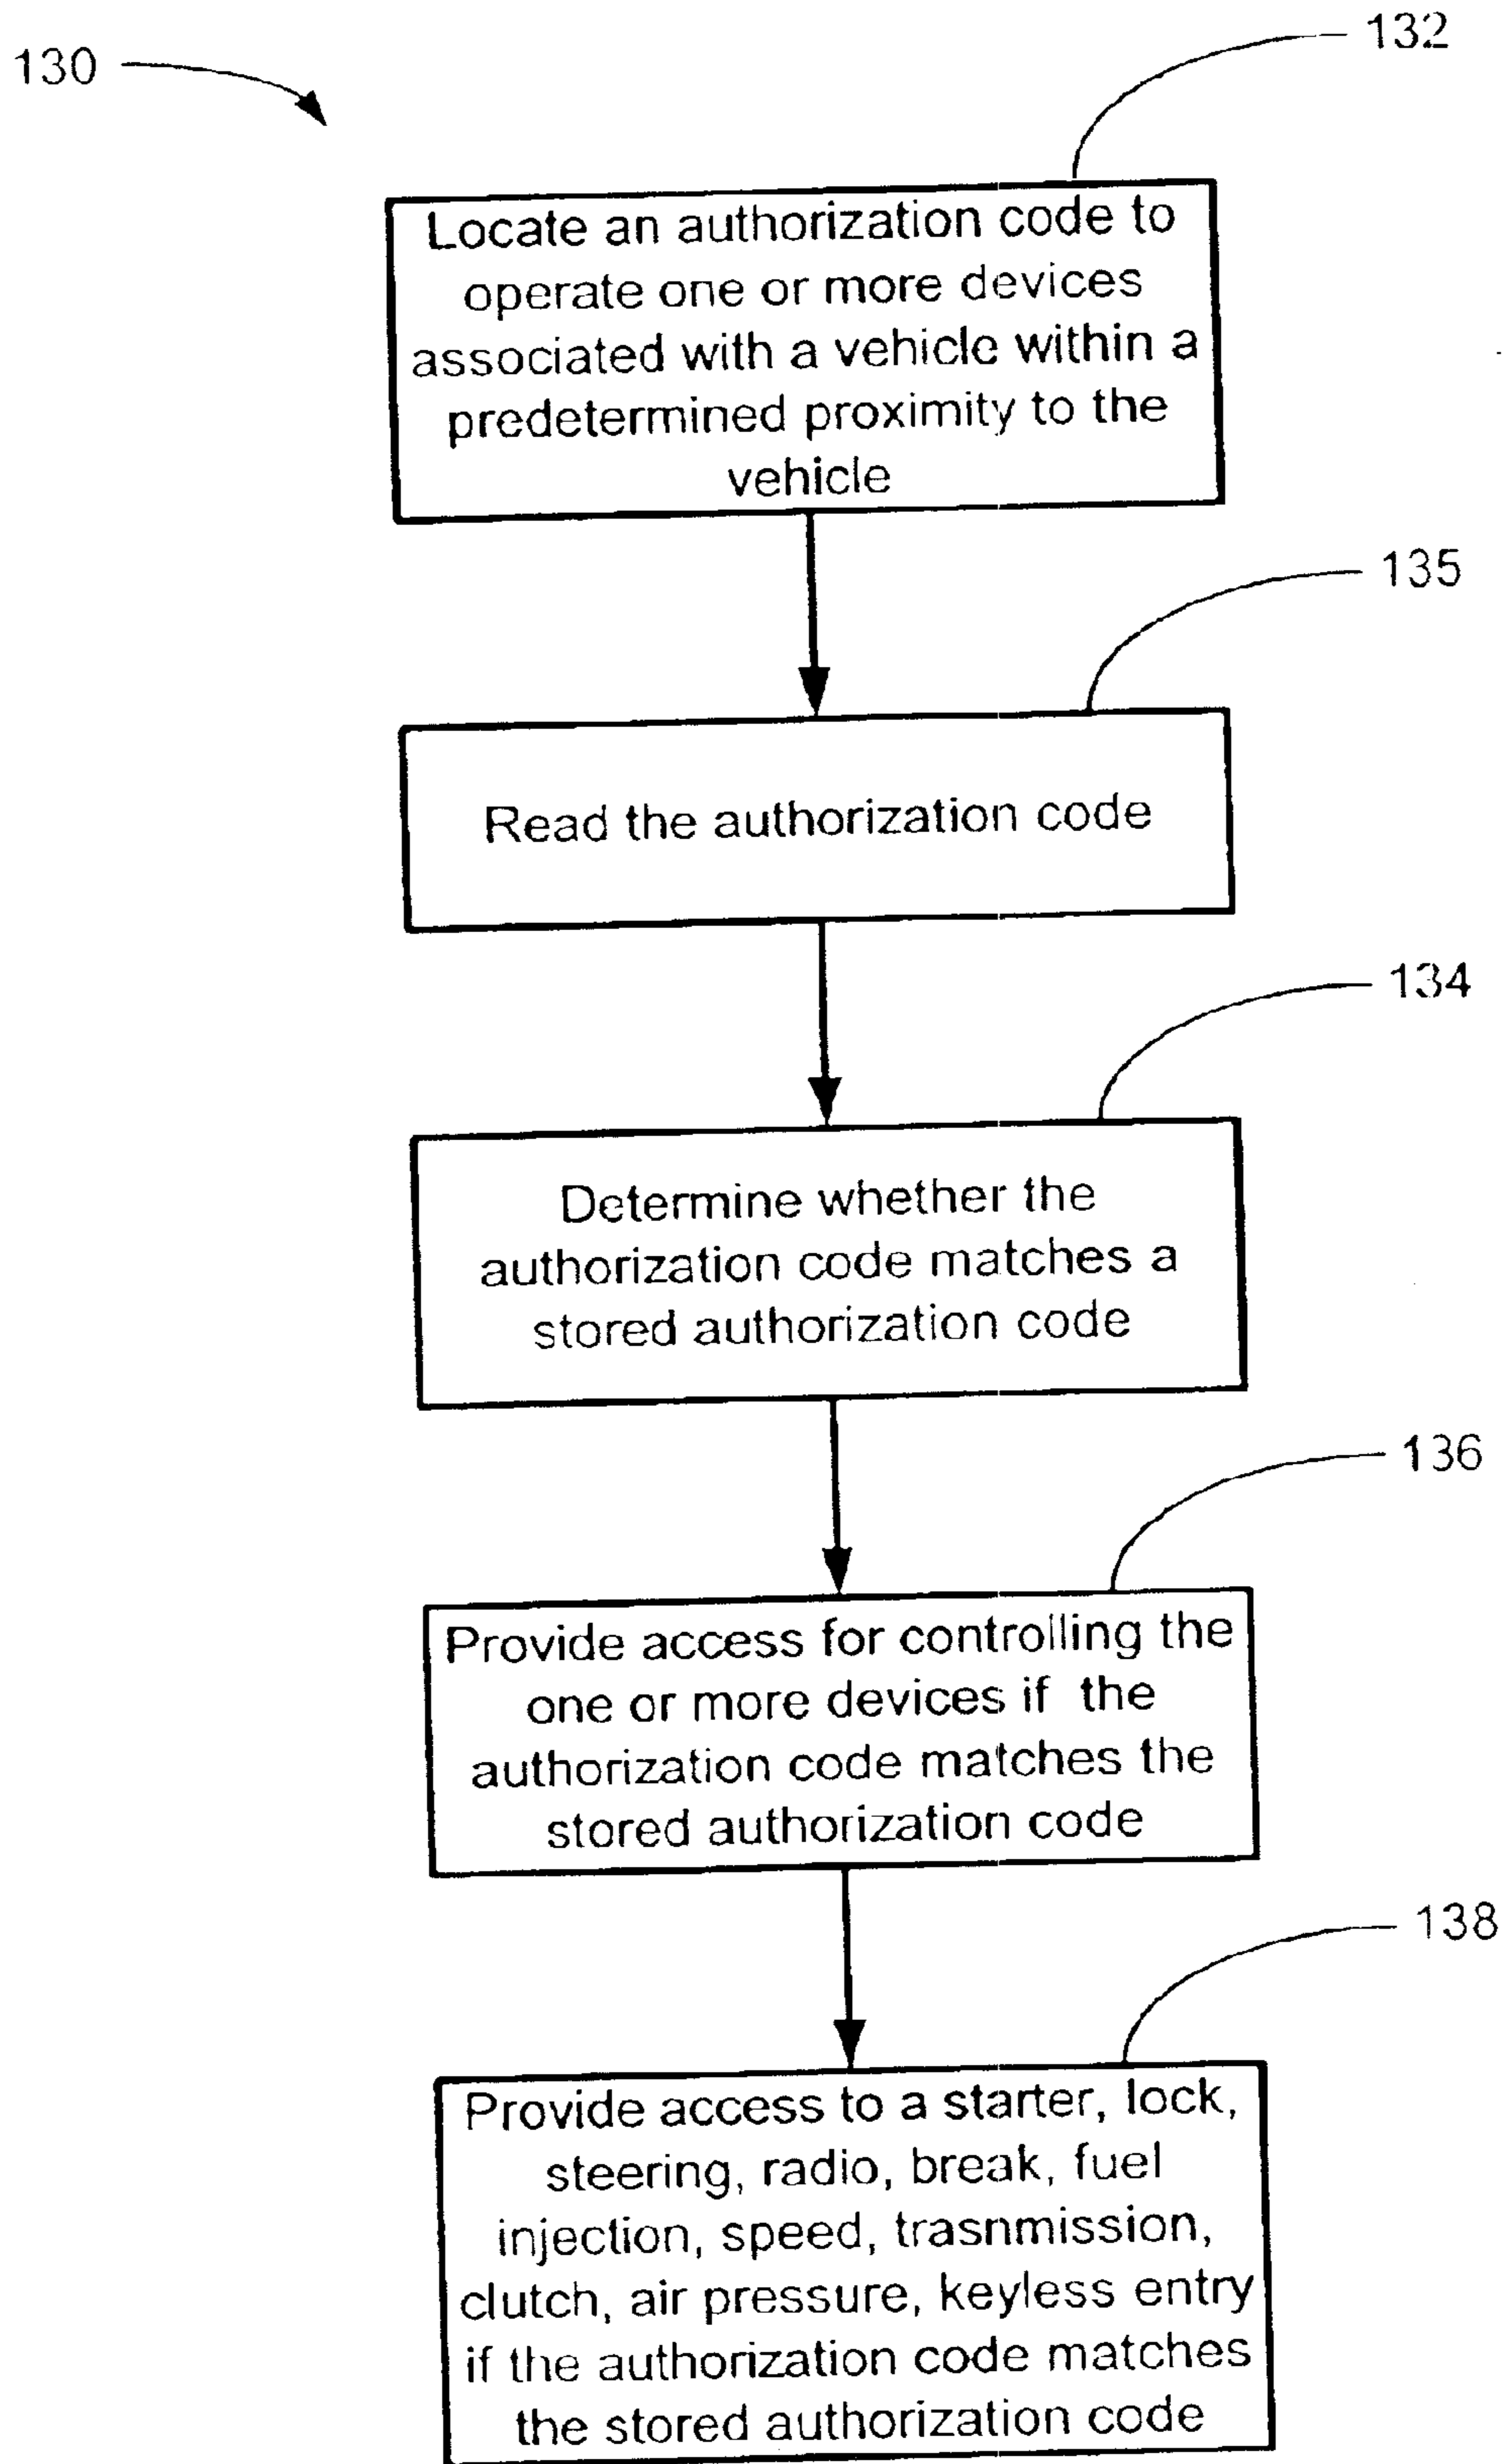 132
130
Locate an authorization code to
operate one or more devices
associated with a vehicle within a
predetermined proximity to the
vehicle
135
Read the authorization code
134
Determine whether the
authorization code matches a
stored authorization code
136
Provide access for controlling the
one or more devices if the
authorization code matches the
stored authorization code
138
Provide access to a starter, lock,
steering, radio, break, fuel
injection, speed, trasnmission,
clutch, air pressure, keyless entry
if the authorization code matches
the stored authorization code